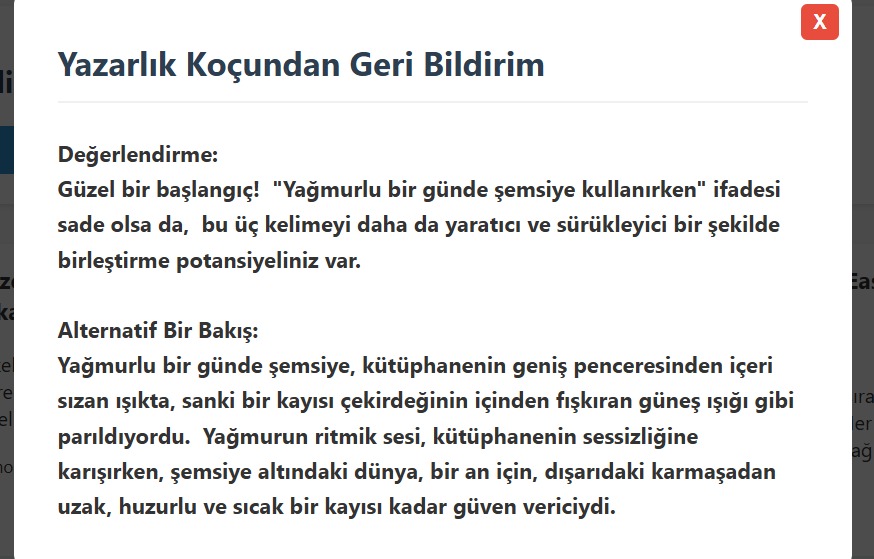 X
Yazarlık Koçundan Geri Bildirim
Değerlendirme:
Güzel bir başlangıç!  "Yağmurlu bir günde şemsiye kullanırken" ifadesi
sade olsa da,  bu üç kelimeyi daha da yaratıcı ve sürükleyici bir şekilde
birleştirme potansiyeliniz var.
Alternatif Bir Bakış:
Yağmurlu bir günde şemsiye, kütüphanenin geniş penceresinden içeri
sızan ışıkta, sanki bir kayısı çekirdeğinin içinden fışkıran güneş ışığı gibi
parıldıyordu.  Yağmurun ritmik sesi, kütüphanenin sessizliğine
karışırken, şemsiye altındaki dünya, bir an için, dışarıdaki karmaşadan
uzak, huzurlu ve sıcak bir kayısı kadar güven vericiydi.